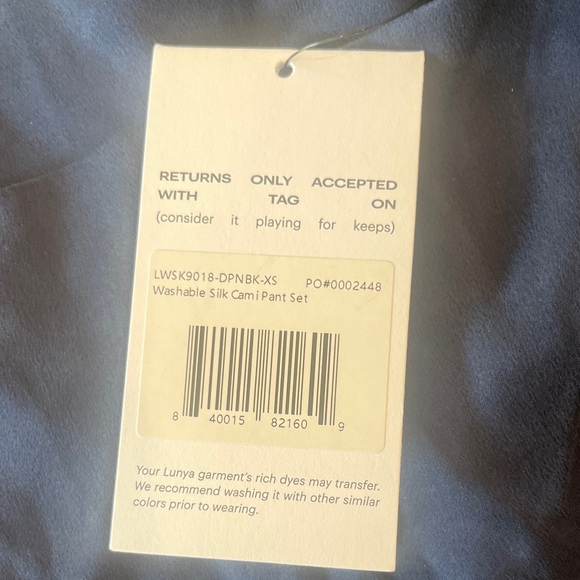 RETURNS ONLY ACCEPTED
WITH TAG ON
(consider it playing for keeps)
LWSK9018-DPNBK-XS PO#0002448
Washable Silk Cami Pant Set
8 40015 82160 9
Your Lunya garment's rich dyes may transfer.
We recommend washing it with other similar
colors prior to wearing.